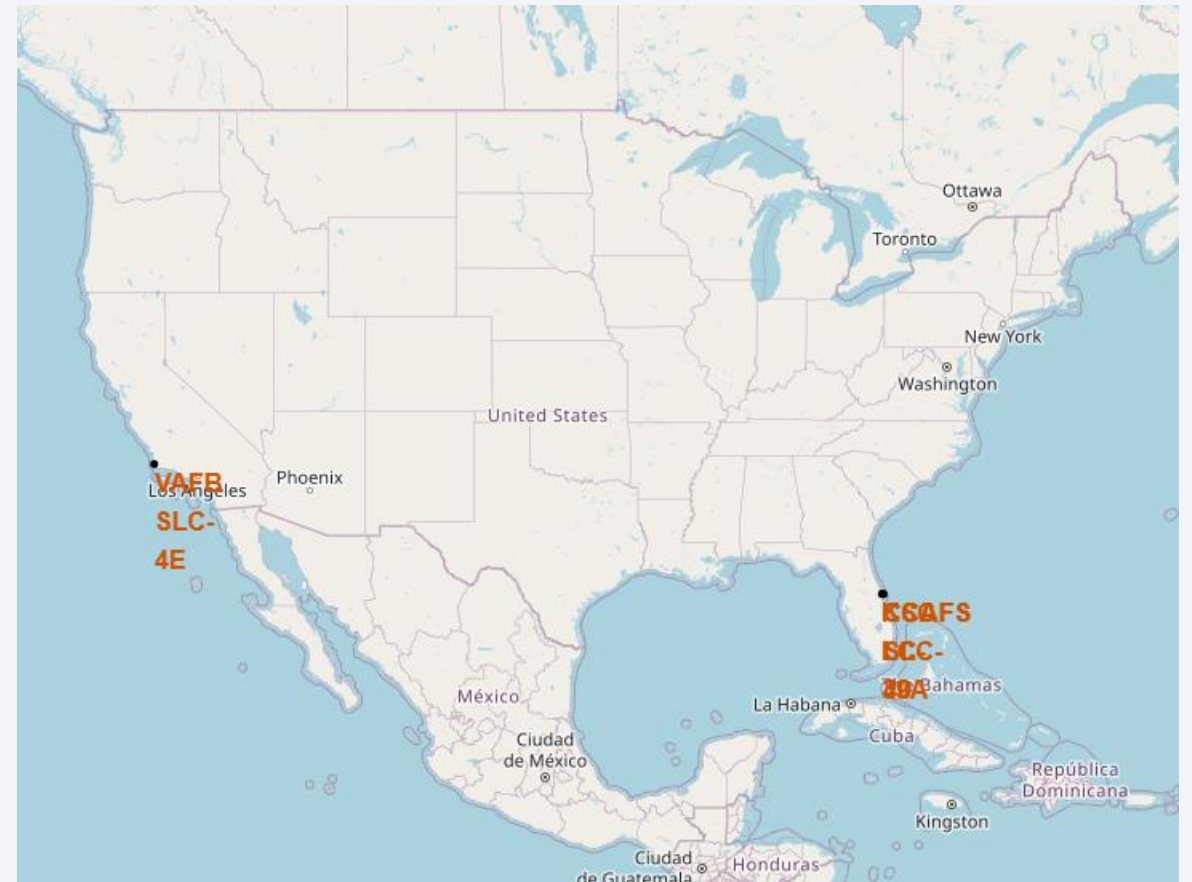 Ottawa
Toronto
New York
Washington
United States
Phoenix
VAFB
Los Angeles
SLC-
4E
Bahamas
La Habana
México
Cuba
Ciudad
de México
República
Dominicana
Kingston
Ciudad
de Guatemala
Honduras